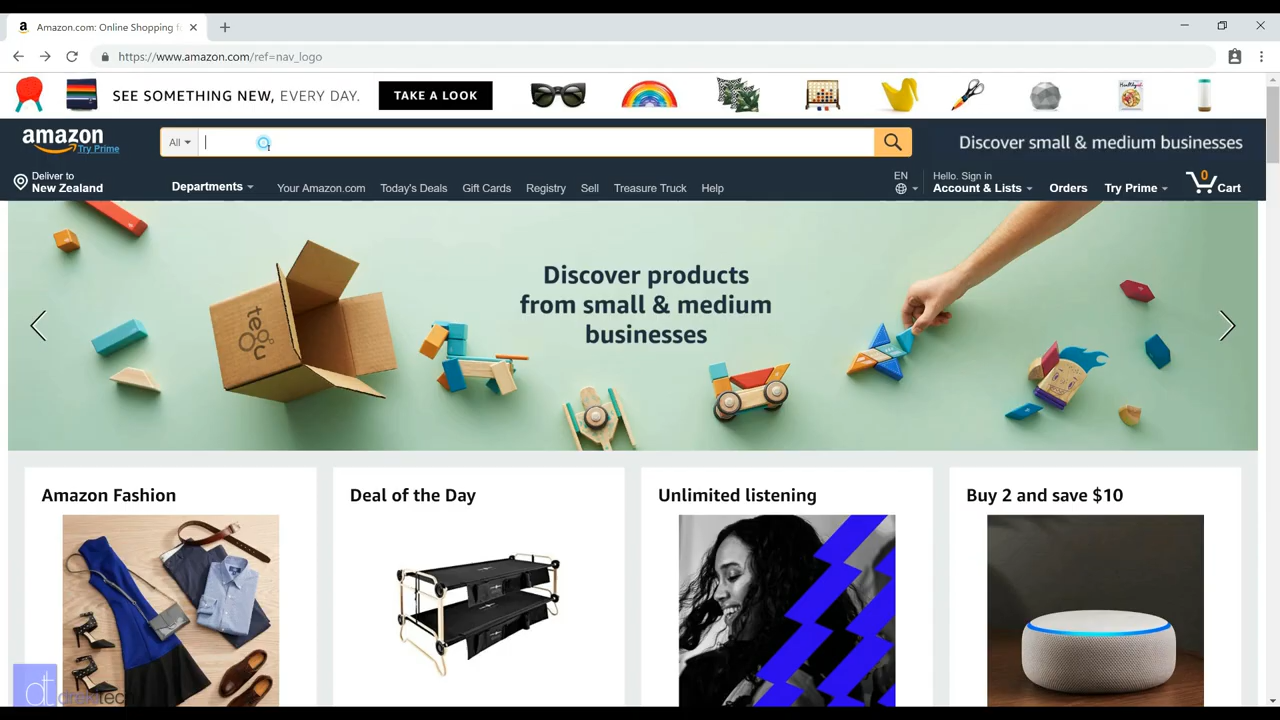 Amazon.com: Online Shopping f
https://www.amazon.com/ref=nav_logo
SEE SOMETHING NEW, EVERY DAY. TAKE A LOOK
amazon
Try Prime
All
Discover small & medium businesses
Deliver to
New Zealand
Departments Your Amazon.com Today's Deals Gift Cards Registry Sell Treasure Truck Help
EN
Hello. Sign in
Account & Lists
Orders
Try Prime
0
Cart
tegu
Discover products
from small & medium
businesses
Amazon Fashion
Deal of the Day
Unlimited listening
Buy 2 and save $10